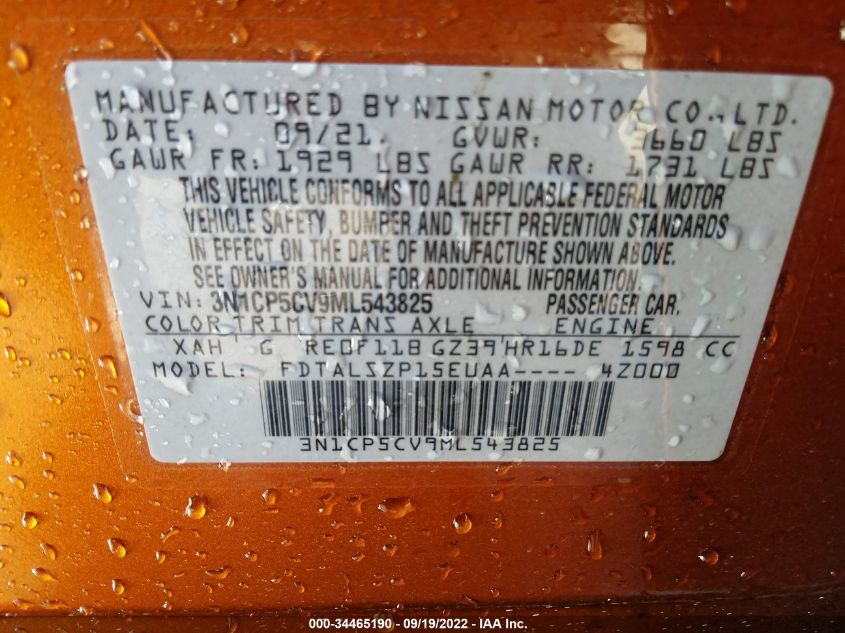 MANUFACTURED BY NISSAN MOTOR CO., LTD.
DATE: 09/21. GVWR: 3660 LBS
GAWR FR: 1929 LBS GAWR RR: 1731 LBS
THIS VEHICLE CONFORMS TO ALL APPLICABLE FEDERAL MOTOR
VEHICLE SAFETY, BUMPER AND THEFT PREVENTION STANDARDS
IN EFFECT ON THE DATE OF MANUFACTURE SHOWN ABOVE.
SEE OWNER'S MANUAL FOR ADDITIONAL INFORMATION.
VIN: 3N1CP5CV9ML543825 PASSENGER CAR.
COLOR TRIM TRANS AXLE ENGINE
XAH G RE0F11B GZ39 HR16DE 1598 CC
MODEL: FDTALSZP15EUAA---- 4Z000
3N1CP5CV9ML543825
000-34465190 - 09/19/2022 - IAA Inc.